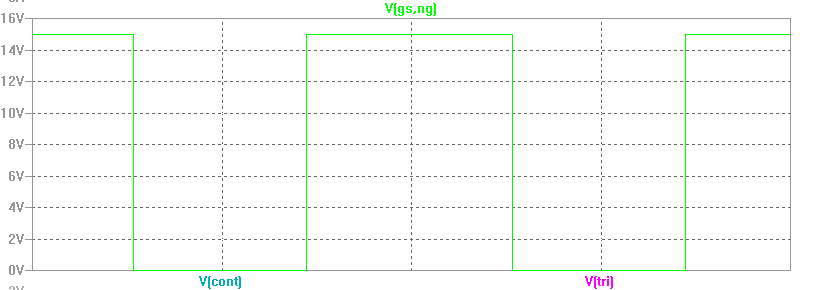 V(gs,ng)
16V
14V
12V
10V
8V
6V
4V
2V
0V
V(cont) V(tri)